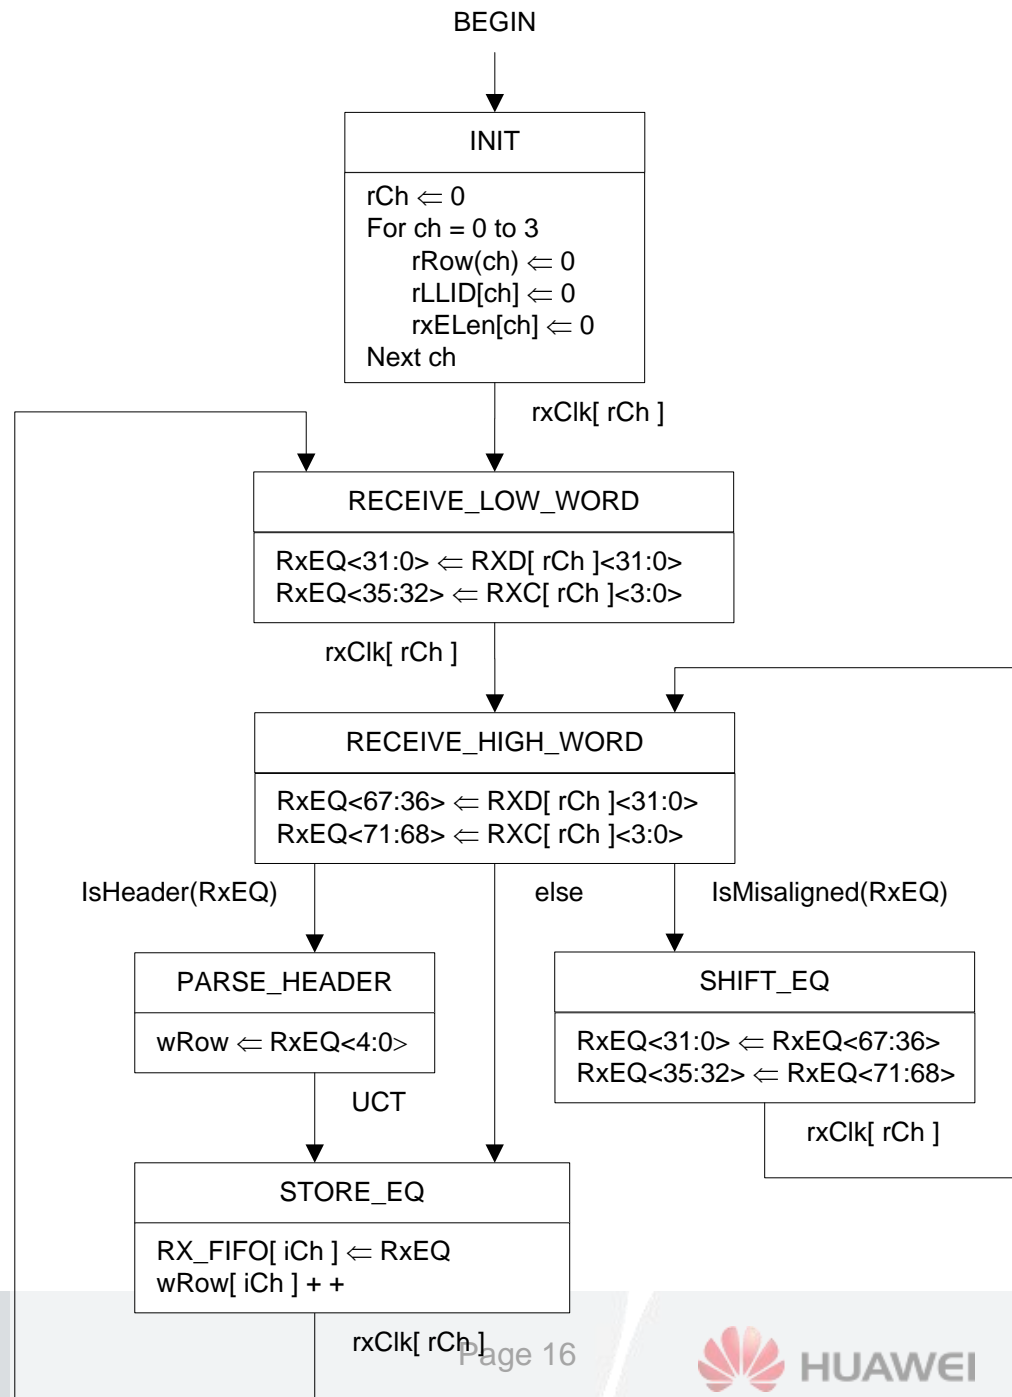 BEGIN
INIT
rCh ⇐ 0
For ch = 0 to 3
rRow(ch) ⇐ 0
rLLID[ch] ⇐ 0
rxELen[ch] ⇐ 0
Next ch
rxClk[ rCh ]
RECEIVE_LOW_WORD
RxEQ<31:0> ⇐ RXD[ rCh ]<31:0>
RxEQ<35:32> ⇐ RXC[ rCh ]<3:0>
rxClk[ rCh ]
RECEIVE_HIGH_WORD
RxEQ<67:36> ⇐ RXD[ rCh ]<31:0>
RxEQ<71:68> ⇐ RXC[ rCh ]<3:0>
IsHeader(RxEQ)
else
IsMisaligned(RxEQ)
PARSE_HEADER
wRow ⇐ RxEQ<4:0>
UCT
SHIFT_EQ
RxEQ<31:0> ⇐ RxEQ<67:36>
RxEQ<35:32> ⇐ RxEQ<71:68>
rxClk[ rCh ]
STORE_EQ
RX_FIFO[ iCh ] ⇐ RxEQ
wRow[ iCh ] + +
rxClk[ rCh ]
Page 16
HUAWEI